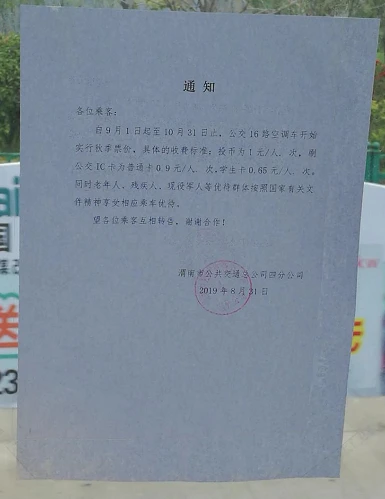 通 知
各位乘客：
自9月1日起至10月31日止，公交16路空调车开始
实行秋季票价，具体的收费标准：投币为1元/人、次，刷
公交IC卡为普通卡0.9元/人、次，学生卡0.65元/人、次，
同时老年人、残疾人、现役军人等优待群体按照国家有关文
件精神享受相应乘车优待。
望各位乘客互相转告，谢谢合作！
渭南市公共交通总公司四分公司
2019年8月31日
ai
国
送
23